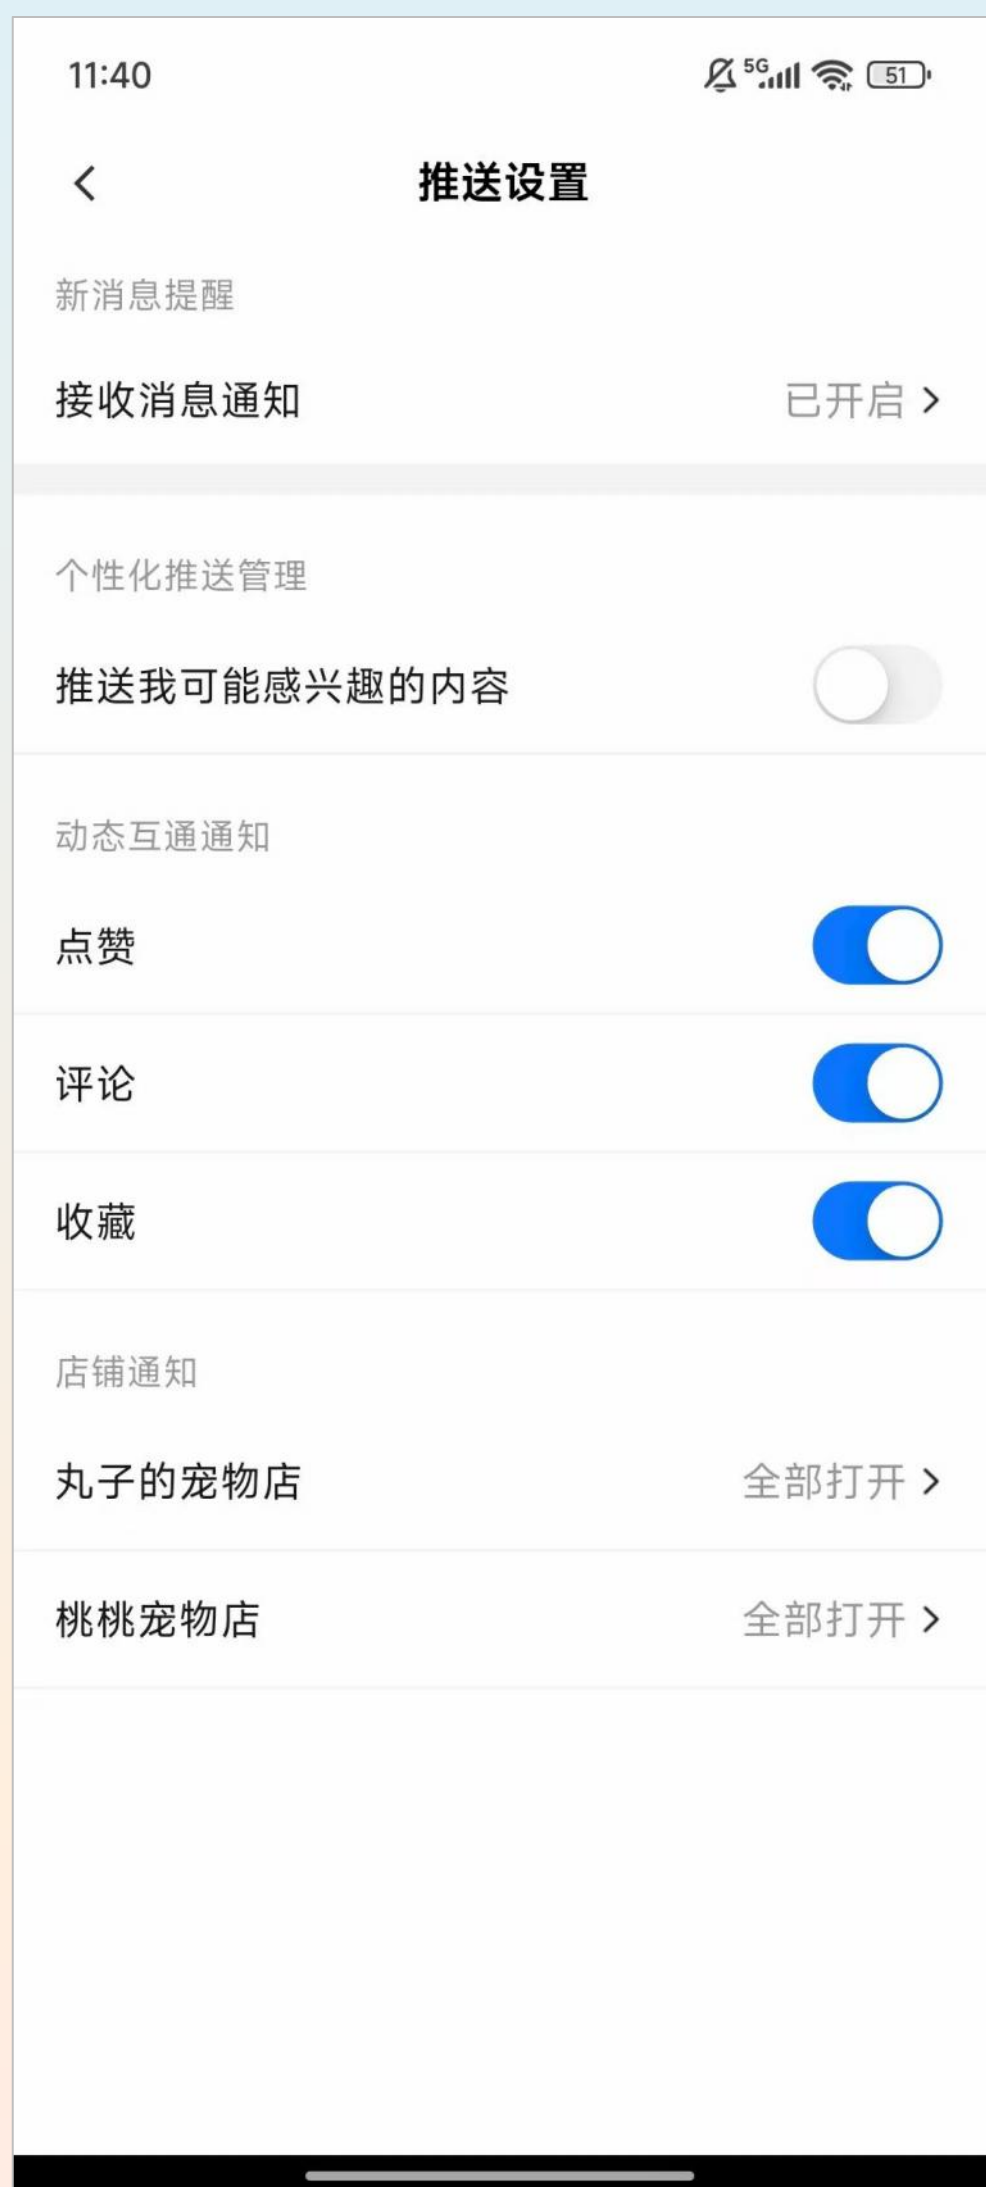 11:40
5G
51
推送设置
新消息提醒
接收消息通知 已开启
个性化推送管理
推送我可能感兴趣的内容
动态互通通知
点赞
评论
收藏
店铺通知
丸子的宠物店 全部打开
桃桃宠物店 全部打开